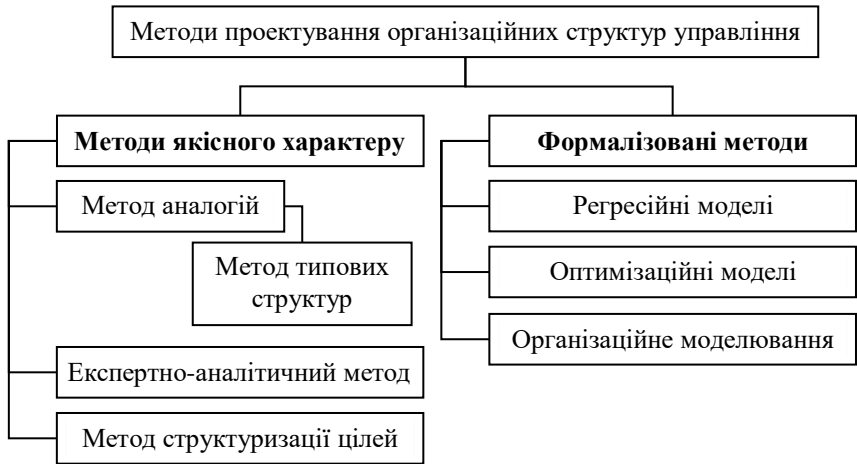 Методи проектування організаційних структур управління
Методи якісного характеру
Метод аналогій
Метод типових
структур
Експертно-аналітичний метод
Метод структуризації цілей
Формалізовані методи
Регресійні моделі
Оптимізаційні моделі
Організаційне моделювання